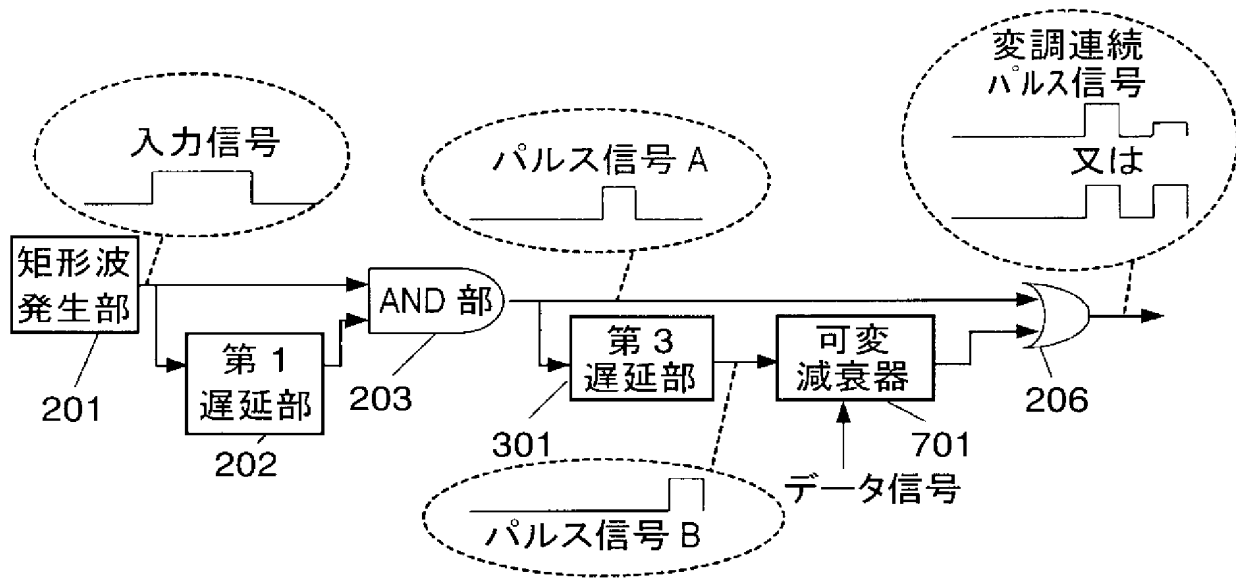 変調連続
パルス信号
又は
入力信号
パルス信号 A
矩形波
発生部
201
第 1
遅延部
202
AND 部
203
第 3
遅延部
301
可変
減衰器
701
データ信号
206
パルス信号 B